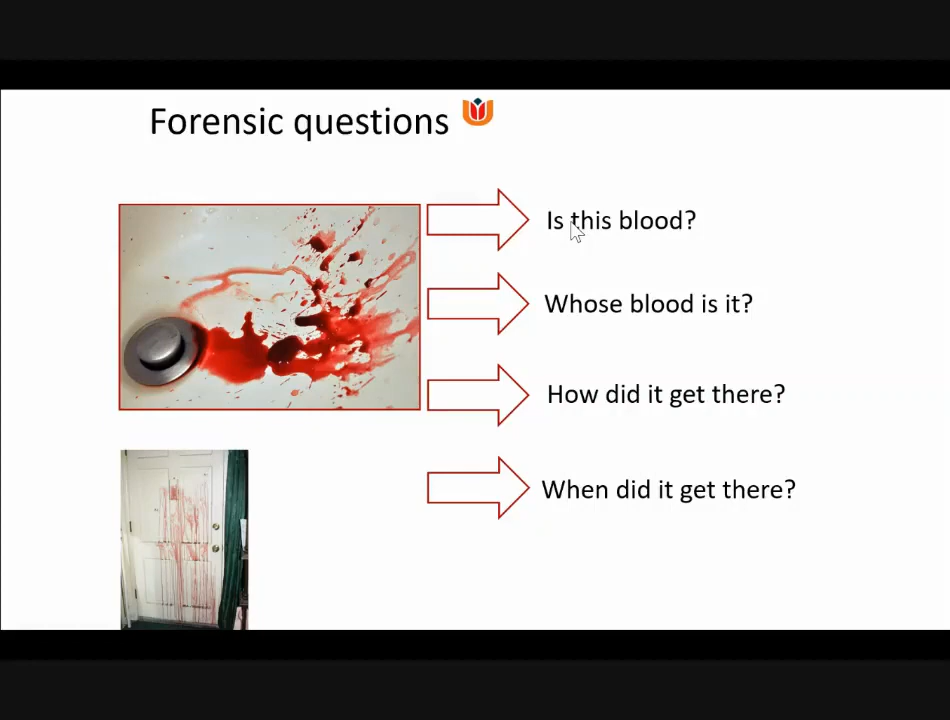 Forensic questions
Is this blood?
Whose blood is it?
How did it get there?
When did it get there?